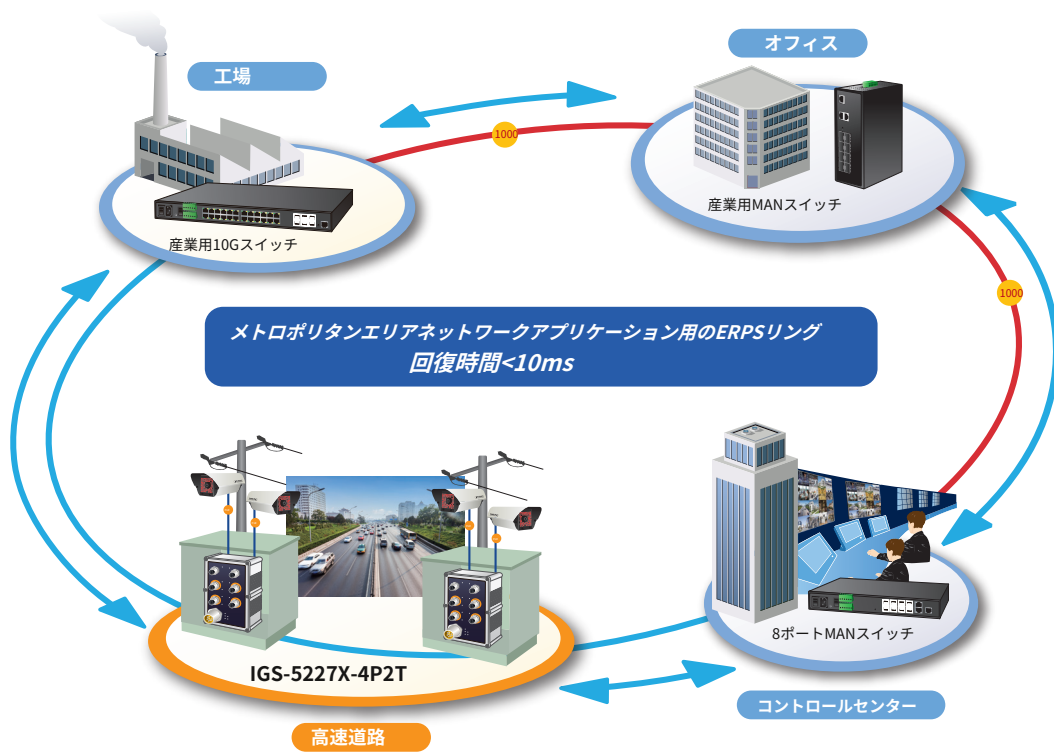 工場
オフィス
1000
産業用MANスイッチ
産業用10Gスイッチ
1000
メトロポリタンエリアネットワークアプリケーション用のERPSリング
回復時間<10ms
8ポートMANスイッチ
IGS-5227X-4P2T
コントロールセンター
高速道路